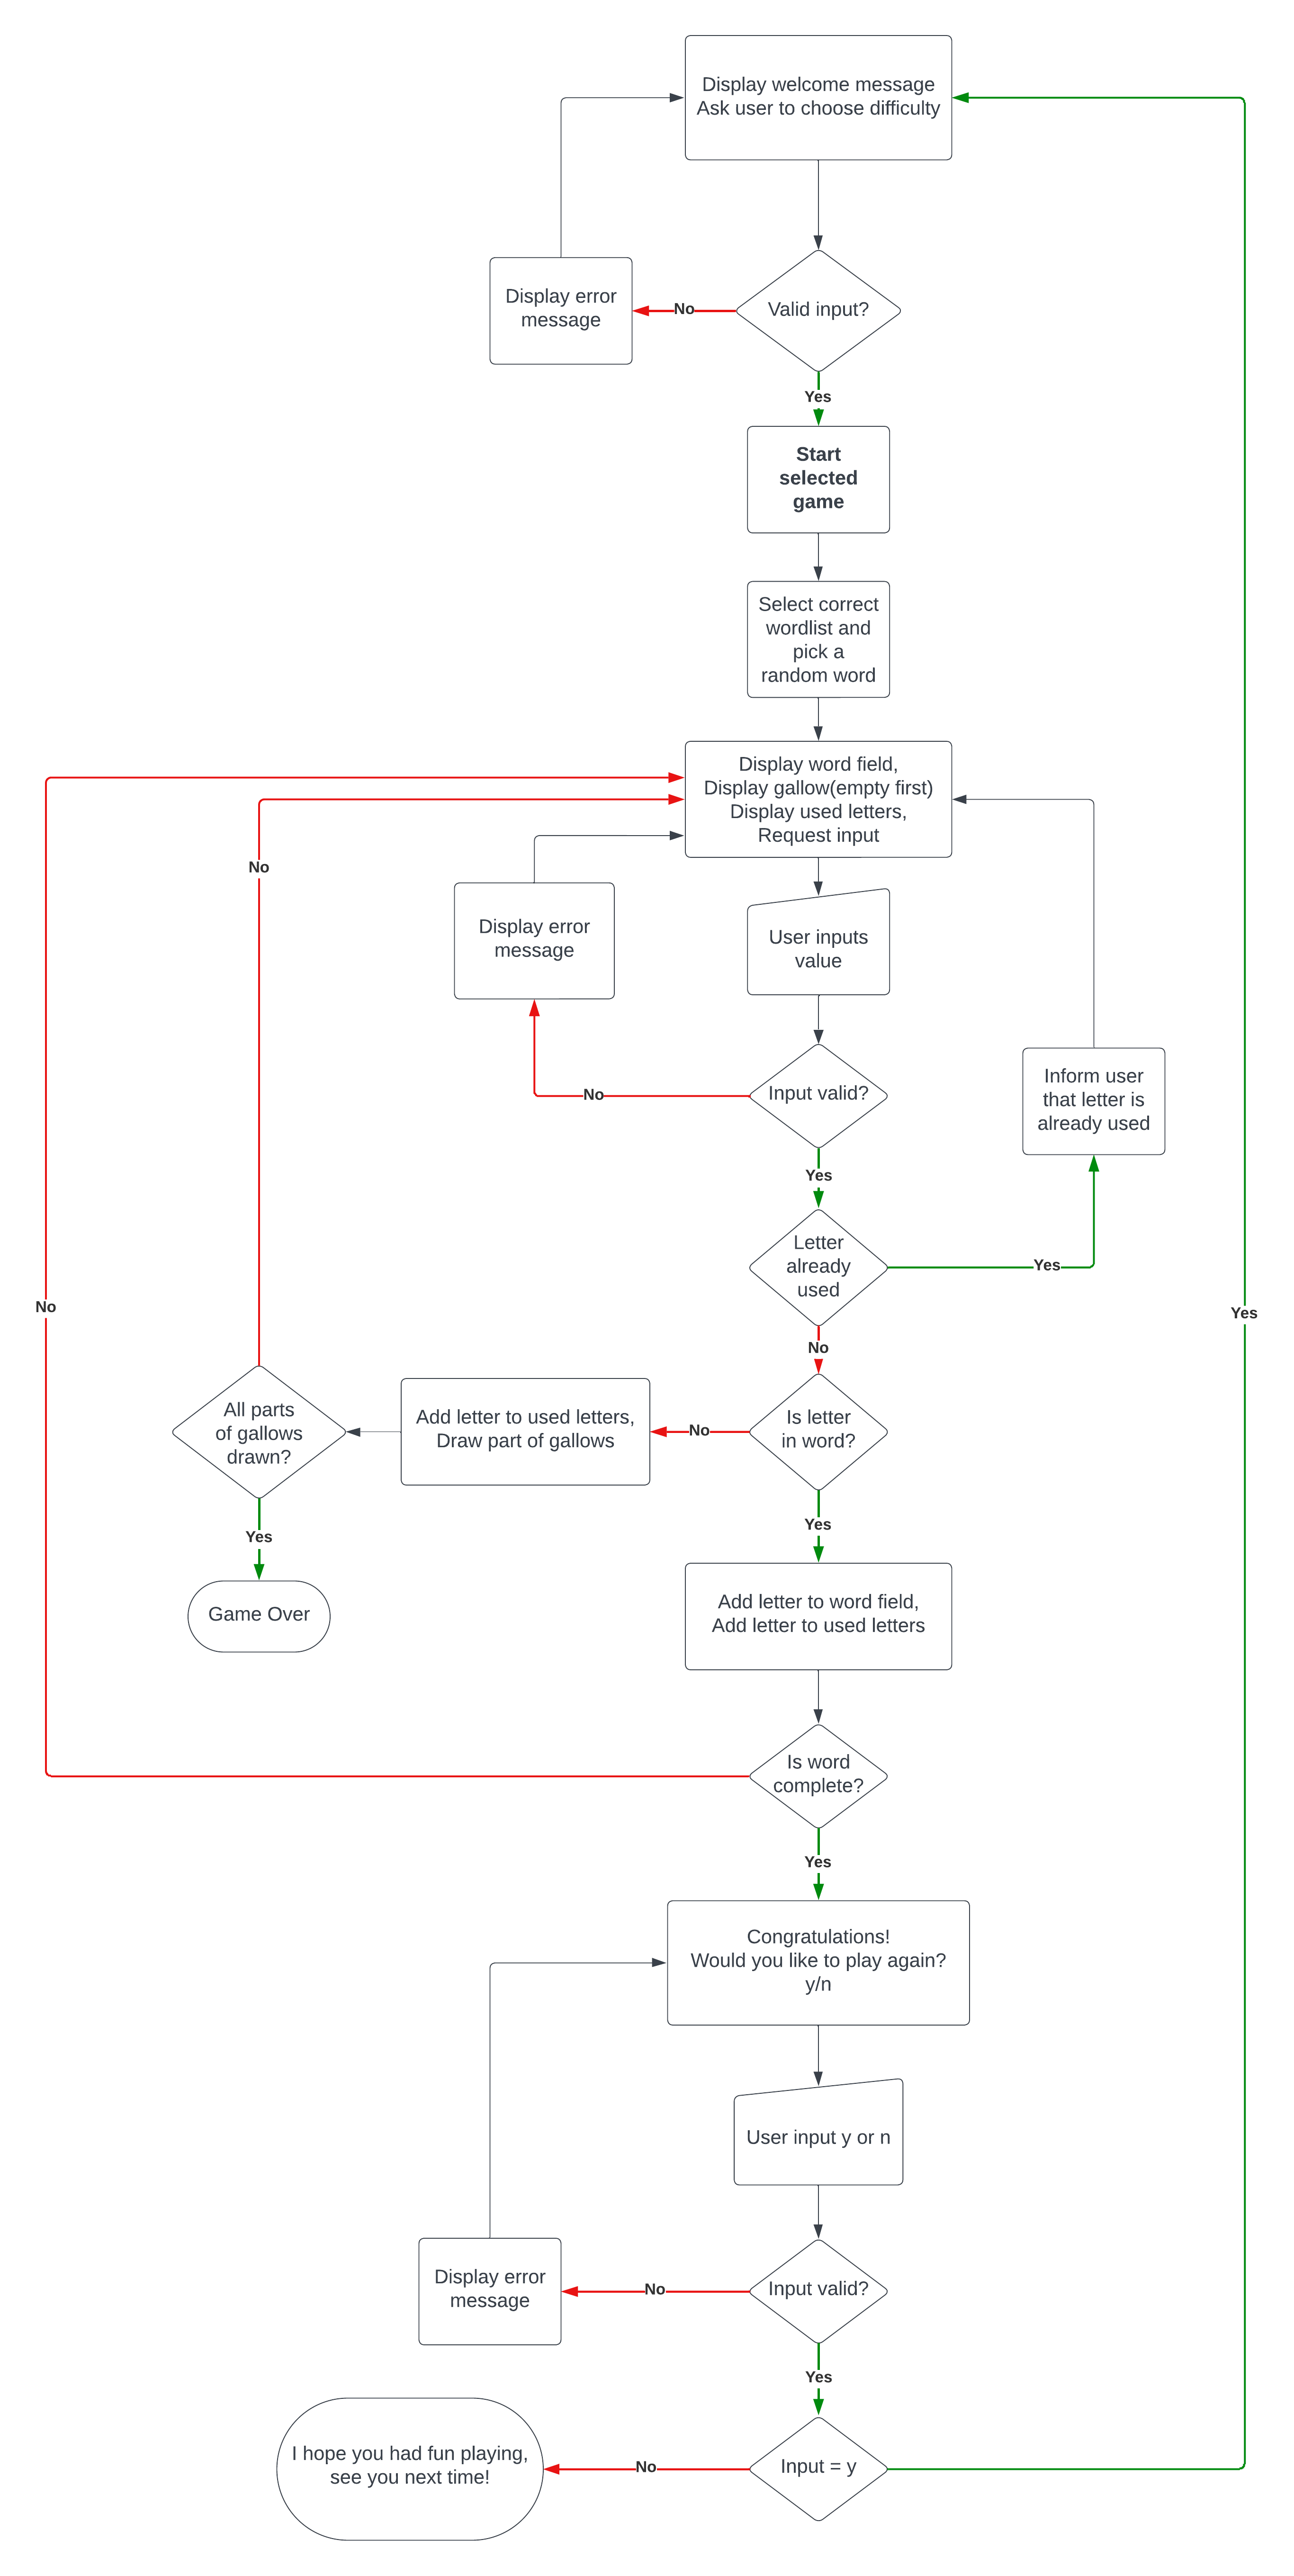 Display welcome message
Ask user to choose difficulty
Display error
message
No
Valid input?
Yes
Start
selected
game
Select correct
wordlist and
pick a
random word
Display word field,
Display gallow(empty first)
Display used letters,
Request input
No
Display error
message
User inputs
value
No
Input valid?
Inform user
that letter is
already used
Yes
Letter
already
used
Yes
No
Yes
No
All parts
of gallows
drawn?
Add letter to used letters,
Draw part of gallows
No
Is letter
in word?
Yes
Yes
Game Over
Add letter to word field,
Add letter to used letters
Is word
complete?
Yes
Congratulations!
Would you like to play again?
y/n
User input y or n
Display error
message
No
Input valid?
Yes
I hope you had fun playing,
see you next time!
No
Input = y